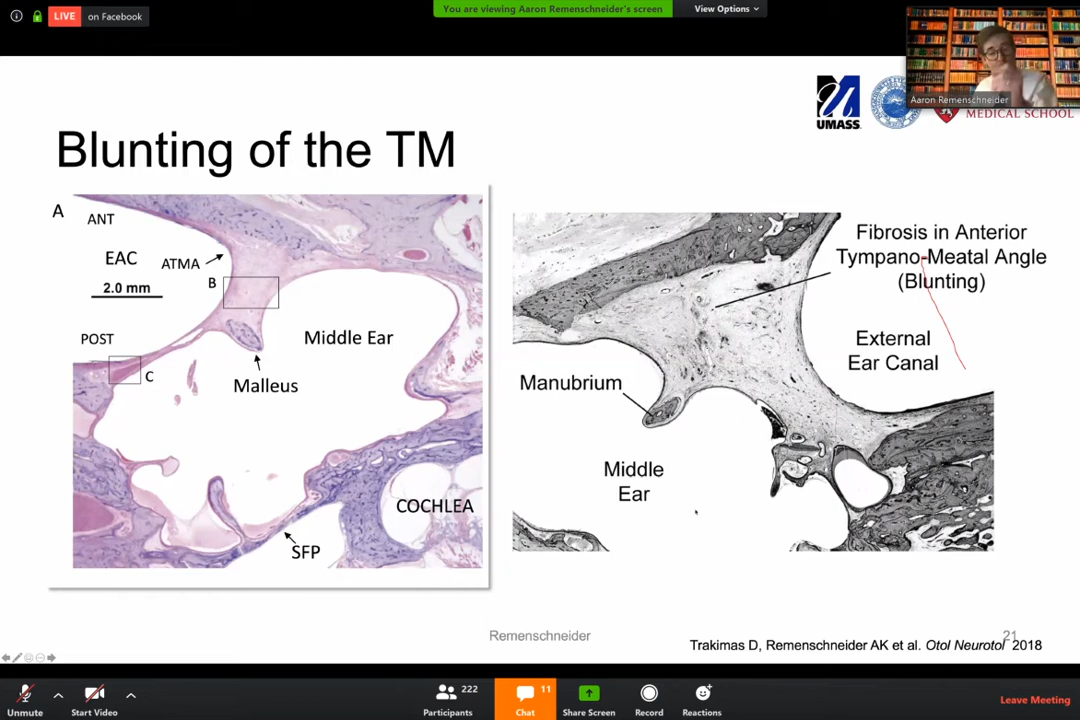 LIVE on Facebook
You are viewing Aaron Remenschneider's screen
View Options
Aaron Remenschneider
UMASS
MEDICAL SCHOOL
Blunting of the TM
A
ANT
EAC
ATMA
2.0 mm
B
POST
C
Middle Ear
Malleus
COCHLEA
SFP
Fibrosis in Anterior
Tympano-Meatal Angle
(Blunting)
External
Ear Canal
Manubrium
Middle
Ear
Remenschneider
21
Trakimas D, Remenschneider AK et al. Otol Neurotol 2018
Unmute
Start Video
222
Participants
11
Chat
Share Screen
Record
Reactions
Leave Meeting